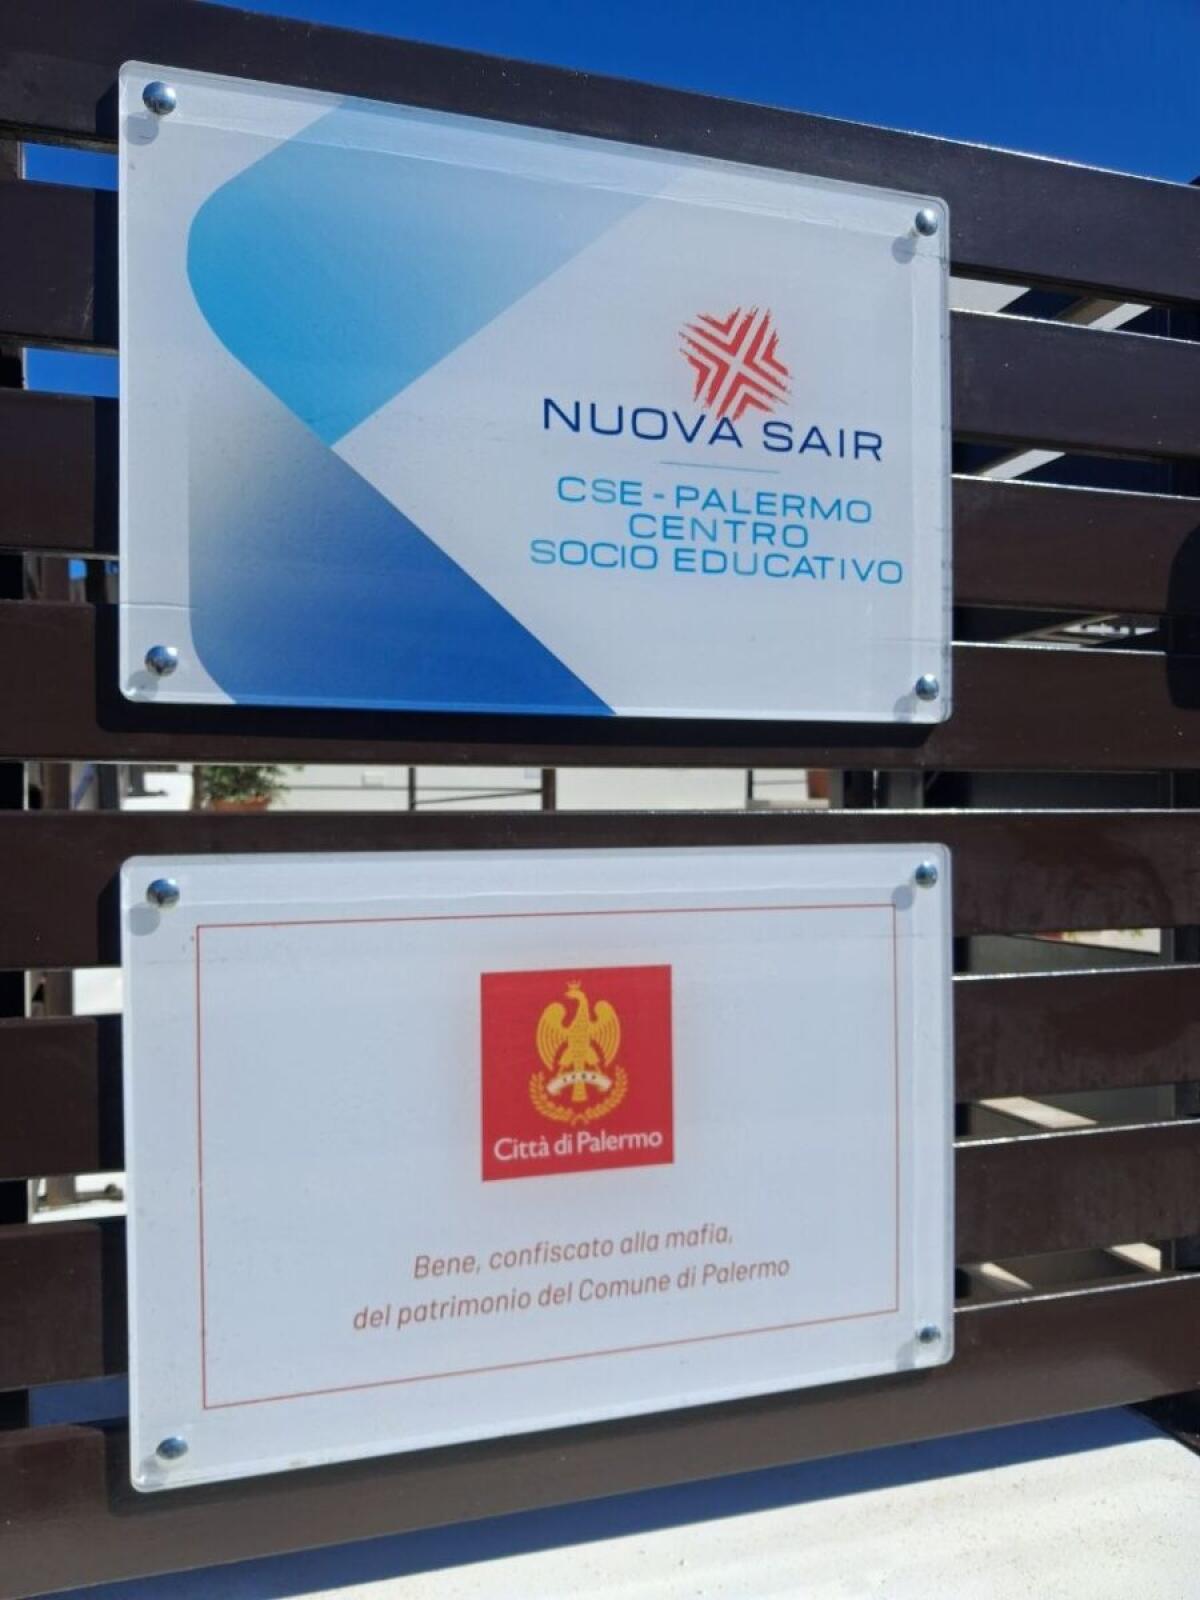 NUOVA SAIR
CSE - PALERMO
CENTRO
SOCIO EDUCATIVO
Città di Palermo
Bene, confiscato alla mafia,
del patrimonio del Comune di Palermo